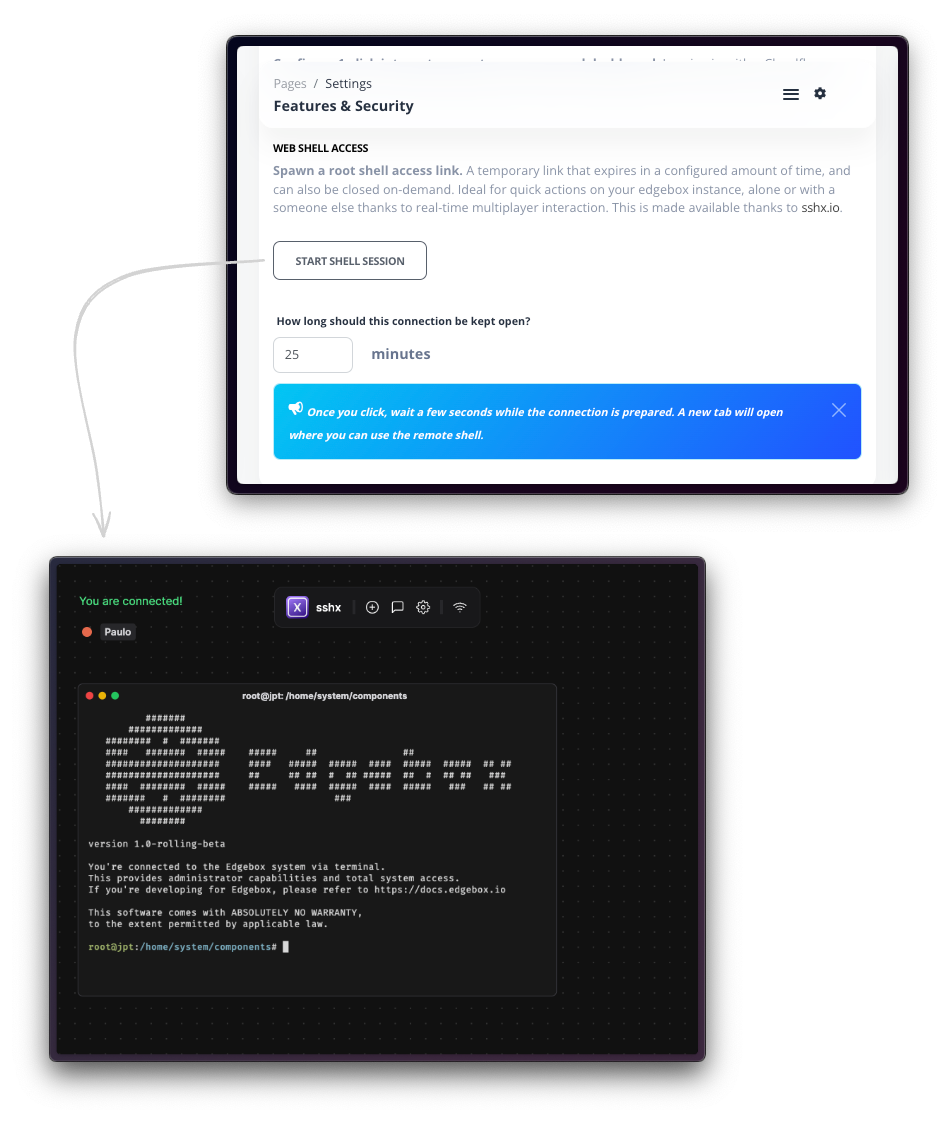 Pages / Settings
Features & Security
WEB SHELL ACCESS
Spawn a root shell access link. A temporary link that expires in a configured amount of time, and
can also be closed on-demand. Ideal for quick actions on your edgebox instance, alone or with a
someone else thanks to real-time multiplayer interaction. This is made available thanks to sshx.io.
START SHELL SESSION
How long should this connection be kept open?
25 minutes
Once you click, wait a few seconds while the connection is prepared. A new tab will open
where you can use the remote shell.
You are connected!
X sshx
Paulo
root@jpt: /home/system/components
edgebox
version 1.0-rolling-beta
You're connected to the Edgebox system via terminal.
This provides administrator capabilities and total system access.
If you're developing for Edgebox, please refer to https://docs.edgebox.io
This software comes with ABSOLUTELY NO WARRANTY,
to the extent permitted by applicable law.
root@jpt:/home/system/components#